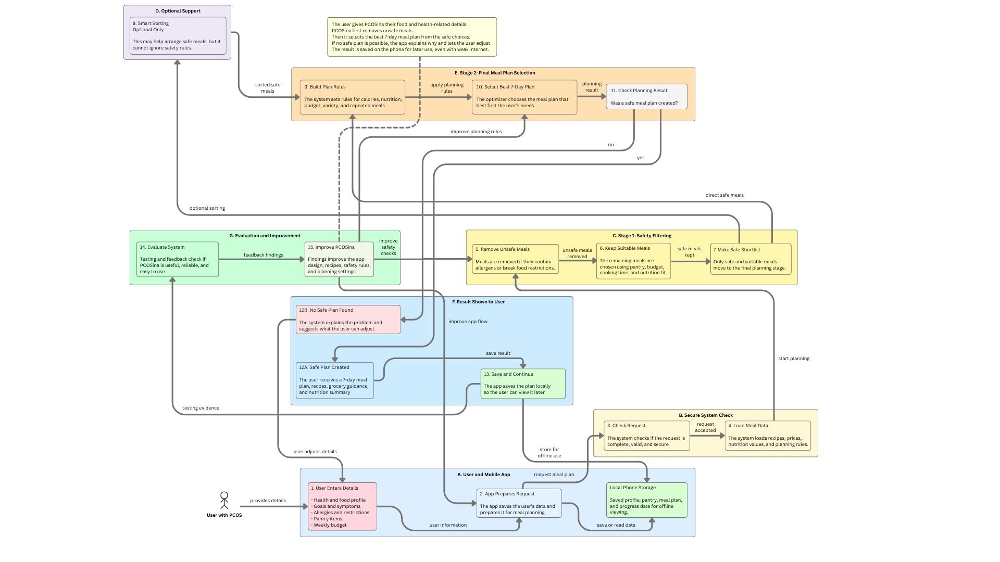 D. Optional Support
8. Smart Sorting
Optional Only
This may help arrange safe meals, but it
cannot ignore safety rules.
The user gives PCOSina their food and health-related details.
PCOSina first removes unsafe meals.
Then it selects the best 7-day meal plan from the safe choices.
If no safe plan is possible, the app explains why and lets the user adjust.
The result is saved on the phone for later use, even with weak internet.
sorted safe
meals
E. Stage 2: Final Meal Plan Selection
9. Build Plan Rules
The system sets rules for calories, nutrition,
budget, variety, and repeated meals
apply planning
rules
10. Select Best 7-Day Plan
The optimizer chooses the meal plan that
best first the user's needs.
planning
result
11. Check Planning Result
Was a safe meal plan created?
improve planning rules
no
yes
direct safe meals
optional sorting
G. Evaluation and Improvement
14. Evaluate System
Testing and feedback check if
PCOSina is useful, reliable, and
easy to use.
feedback findings
15. Improve PCOSina
Findings improve the app
design, recipes, safety rules,
and planning settings.
improve
safety
checks
C. Stage 1: Safety Filtering
5. Remove Unsafe Meals
Meals are removed if they contain
allergens or break food restrictions.
unsafe meals
removed
6. Keep Suitable Meals
The remaining meals are
chosen using pantry, budget,
cooking time, and nutrition fit.
safe meals
kept
7. Make Safe Shortlist
Only safe and suitable meals
move to the final planning stage.
F. Result Shown to User
12B. No Safe Plan Found
The system explains the problem and
suggests what the user can adjust.
improve app flow
save result
12A. Safe Plan Created
The user receives a 7-day meal
plan, recpes, grocery guidance,
and nutrition summary
13. Save and Continue
The app saves the plan locally
so the user can view it later
start planning
testing evidence
B. Secure System Check
3. Check Request
The system checks if the request is
complete, valid, and secure
request
accepted
4. Load Meal Data
The system loads recipes, prices,
nutrition values, and planning rules.
user adjusts details
store for
offline use
A. User and Mobile App
request meal plan
User with PCOS
provides details
1. User Enters Details
- Health and food profile
- Goals and symptoms
- Allergies and restrictions
- Pantry items
- Weekly budget
user information
2. App Prepares Request
The app saves the user's data and
prepares it for meal planning.
save or read data
Local Phone Storage
Saved profile, pantry, meal plan,
and progress data for offline
viewing.